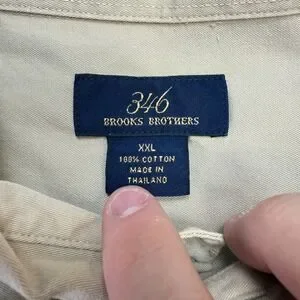 346
BROOKS BROTHERS
XXL
100% COTTON
MADE IN
THAILAND